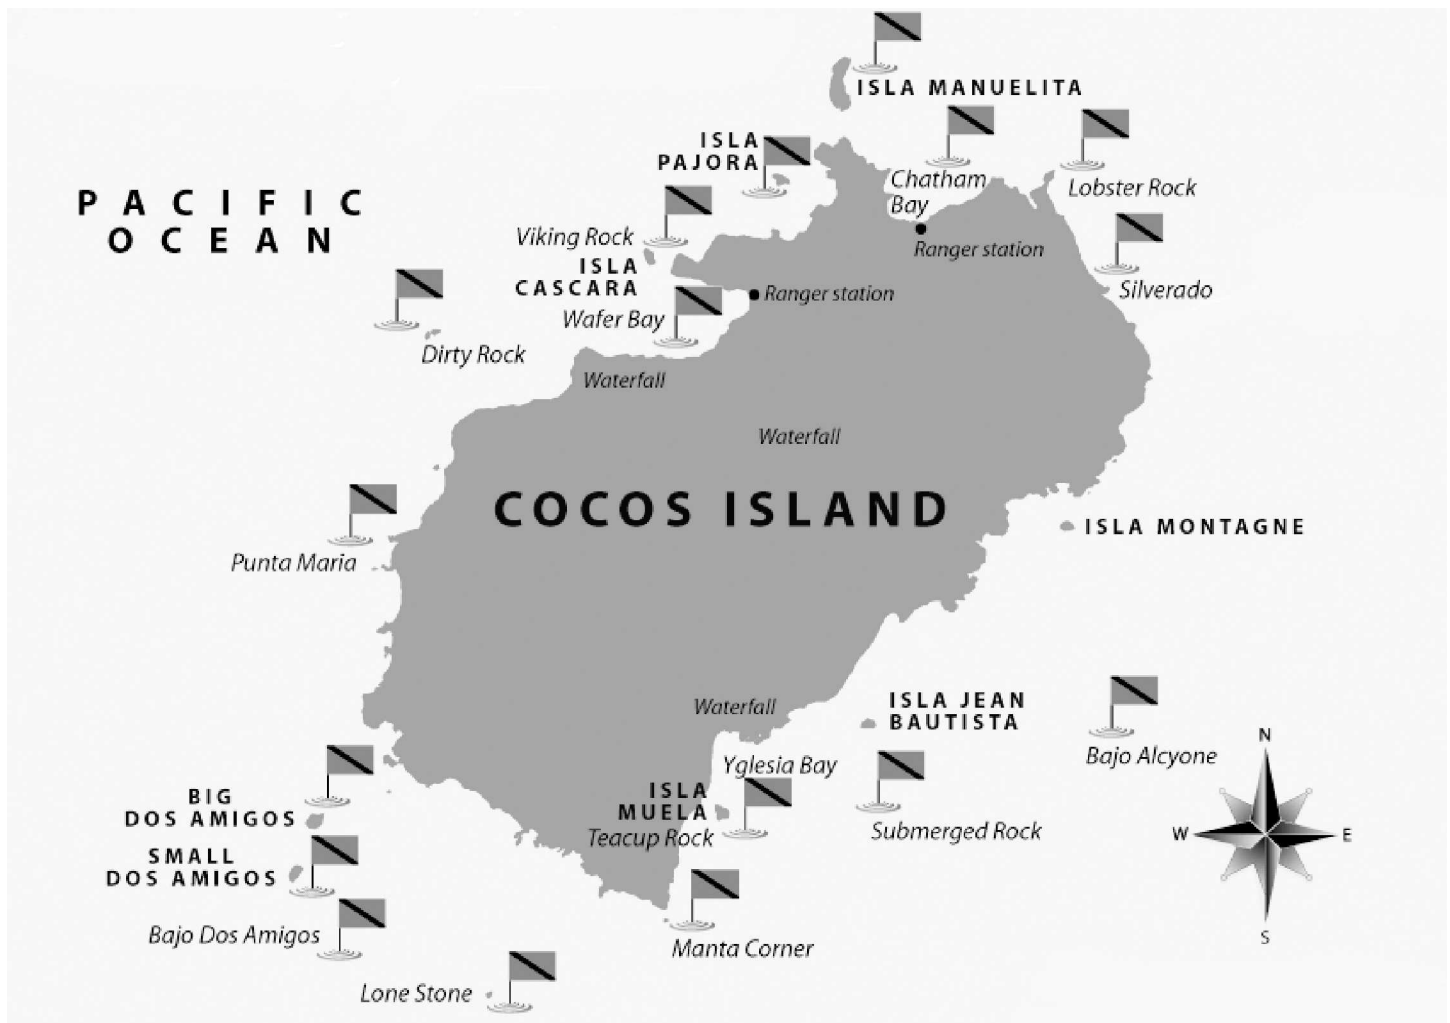 ISLA MANUELITA
ISLA
PAJORA
Chatham
Bay
Lobster Rock
PACIFIC
OCEAN
Viking Rock
Ranger station
ISLA
CASCARA
Silverado
Ranger station
Wafer Bay
Dirty Rock
Waterfall
Waterfall
COCOS ISLAND
ISLA MONTAGNE
Punta Maria
Waterfall
ISLA JEAN
BAUTISTA
N
Bajo Alcyone
Yglesia Bay
BIG
DOS AMIGOS
ISLA
MUELA
Teacup Rock
Submerged Rock
W
E
SMALL
DOS AMIGOS
Bajo Dos Amigos
S
Manta Corner
Lone Stone